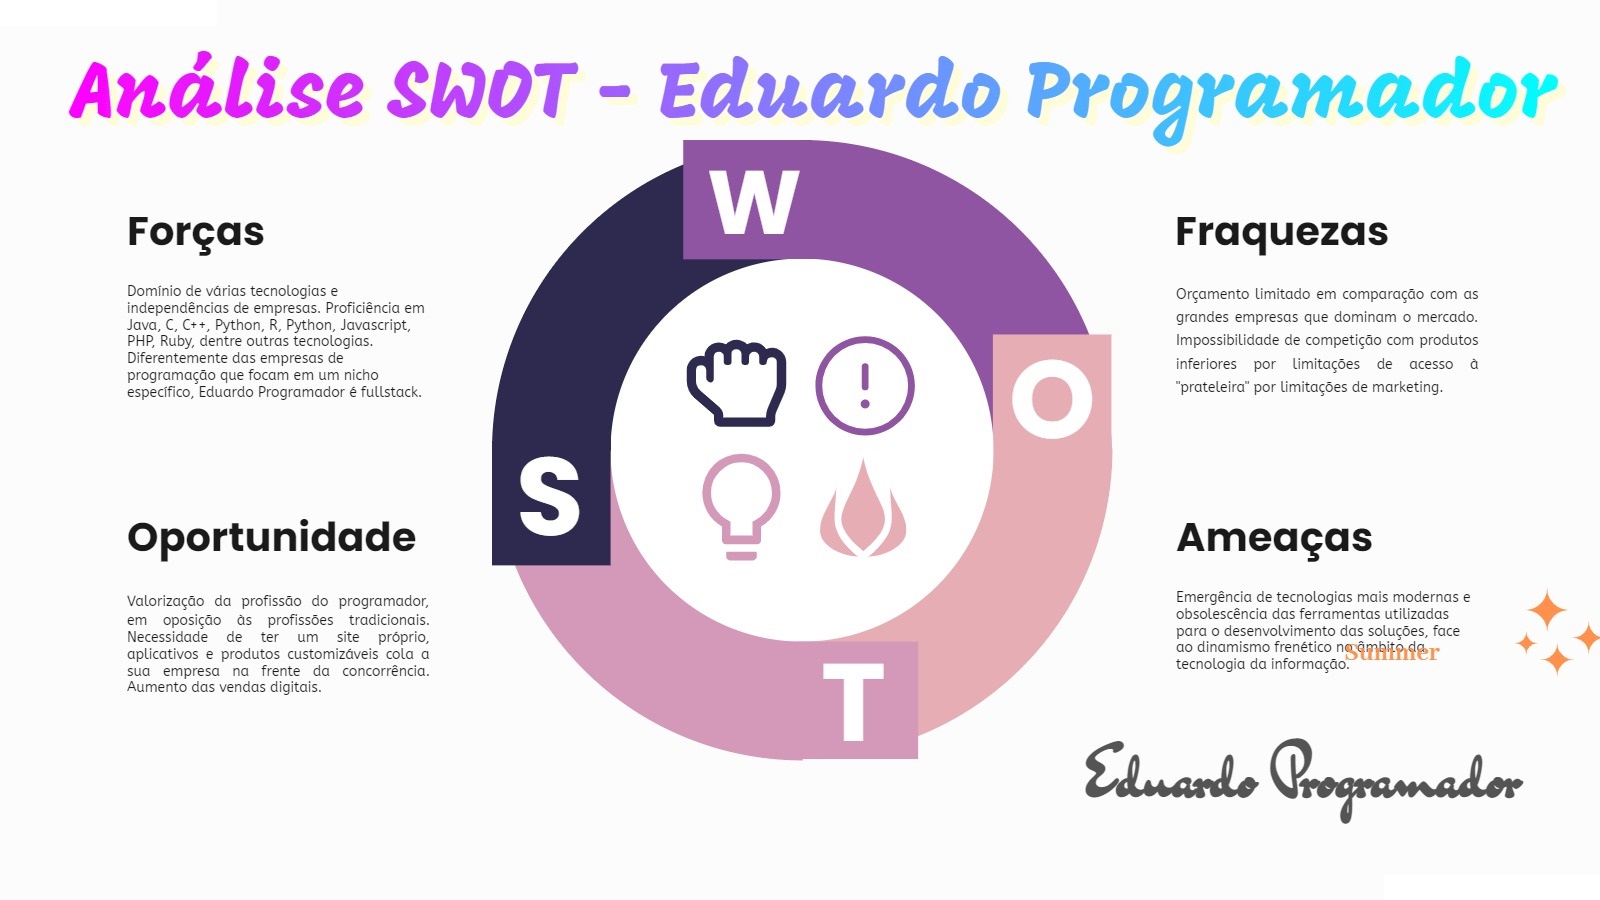 Análise SWOT - Eduardo Programador
Forças
Domínio de várias tecnologias e
independências de empresas. Proficiência em
Java, C, C++, Python, R, Python, Javascript,
PHP, Ruby, dentre outras tecnologias.
Diferentemente das empresas de
programação que focam em um nicho
específico, Eduardo Programador é fullstack.
W
O
S
T
Fraquezas
Orçamento limitado em comparação com as
grandes empresas que dominam o mercado.
Impossibilidade de competição com produtos
inferiores por limitações de acesso à
"prateleira" por limitações de marketing.
Oportunidade
Valorização da profissão do programador,
em oposição às profissões tradicionais.
Necessidade de ter um site próprio,
aplicativos e produtos customizáveis cola a
sua empresa na frente da concorrência.
Aumento das vendas digitais.
Ameaças
Emergência de tecnologias mais modernas e
obsolescência das ferramentas utilizadas
para o desenvolvimento das soluções, face
ao dinamismo frenético no âmbito da
tecnologia da informação.
Summer
Eduardo Programador